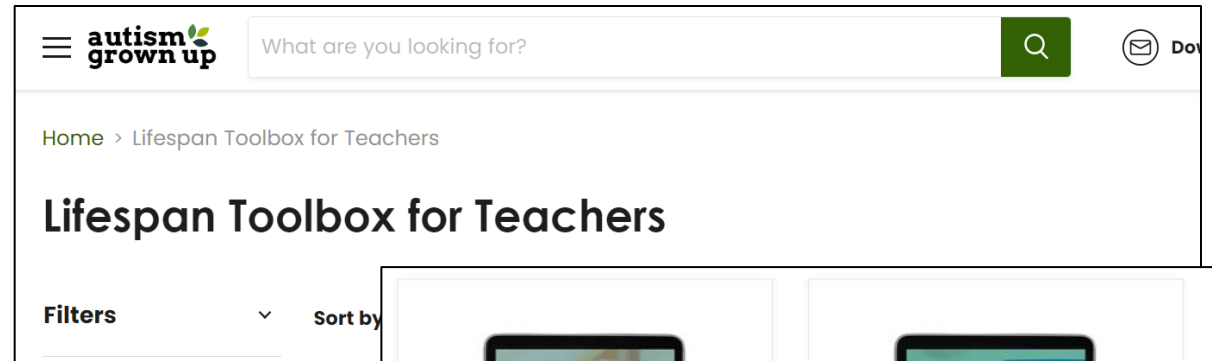 autism
grown up
What are you looking for?
Home > Lifespan Toolbox for Teachers
Lifespan Toolbox for Teachers
Filters
Sort by